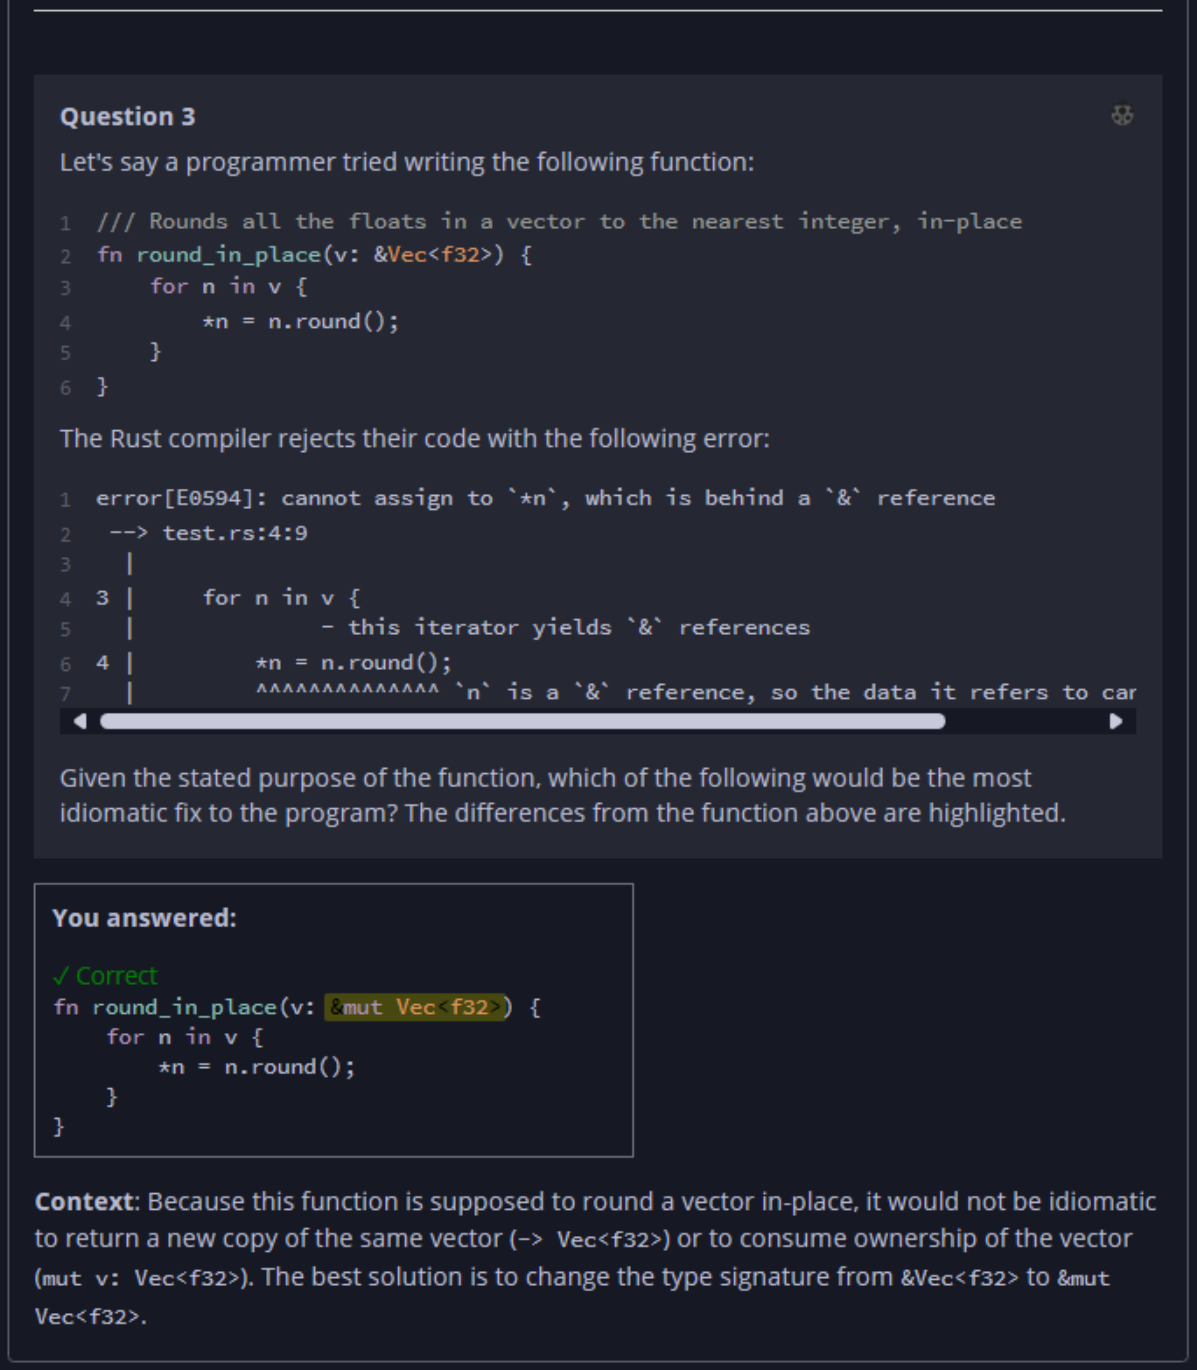 Question 3
Let's say a programmer tried writing the following function:
1 /// Rounds all the floats in a vector to the nearest integer, in-place
2 fn round_in_place(v: &Vec<f32>) {
3     for n in v {
4         *n = n.round();
5     }
6 }
The Rust compiler rejects their code with the following error:
1 error[E0594]: cannot assign to `*n`, which is behind a `&` reference
2  --> test.rs:4:9
3   |
4 3 |     for n in v {
5   |              - this iterator yields `&` references
6 4 |         *n = n.round();
7   |         ^^^^^^^^^^^^^^ `n` is a `&` reference, so the data it refers to car
Given the stated purpose of the function, which of the following would be the most
idiomatic fix to the program? The differences from the function above are highlighted.
You answered:
✓ Correct
fn round_in_place(v: &mut Vec<f32>) {
    for n in v {
        *n = n.round();
    }
}
Context: Because this function is supposed to round a vector in-place, it would not be idiomatic
to return a new copy of the same vector (-> Vec<f32>) or to consume ownership of the vector
(mut v: Vec<f32>). The best solution is to change the type signature from &Vec<f32> to &mut
Vec<f32>.